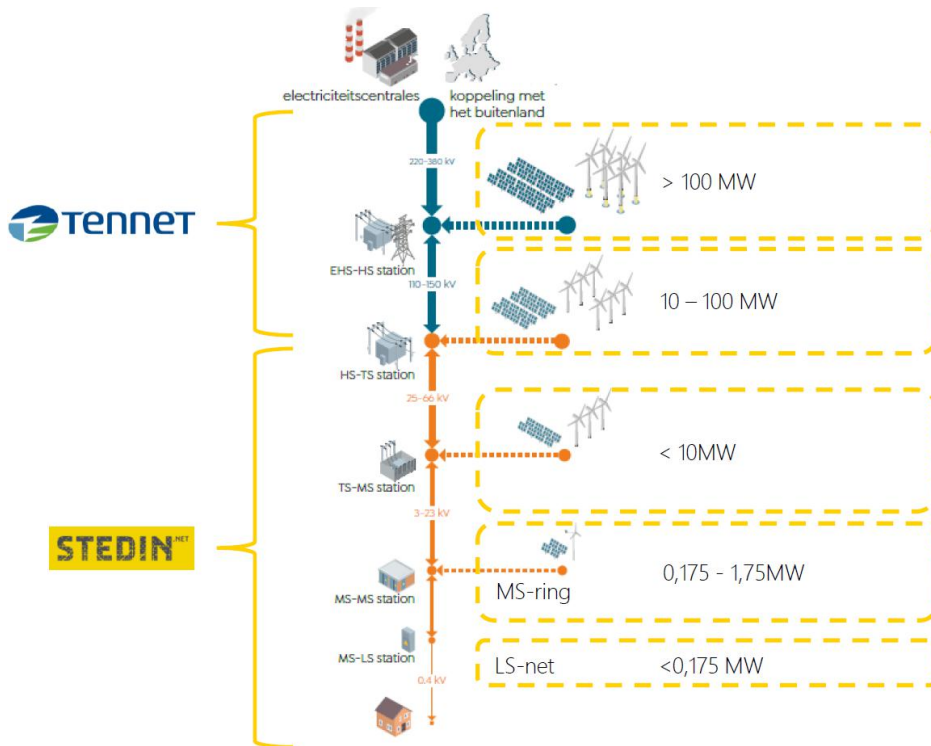 electriciteitscentrales
koppeling met
het buitenland
220-380 kV
> 100 MW
TENNET
EHS-HS station
110-150 kV
10 – 100 MW
HS-TS station
25-66 kV
< 10MW
TS-MS station
3-23 kV
STEDIN.NET
0,175 - 1,75MW
MS-ring
MS-MS station
MS-LS station
LS-net
<0,175 MW
0.4 kV